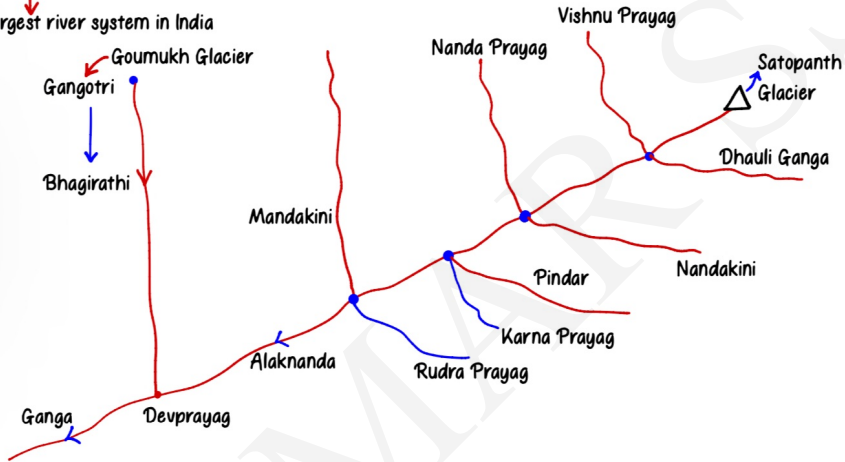 rgest river system in India
Goumukh Glacier
Gangotri
Bhagirathi
Mandakini
Nanda Prayag
Vishnu Prayag
Satopanth
Glacier
Dhauli Ganga
Nandakini
Pindar
Karna Prayag
Rudra Prayag
Alaknanda
Devprayag
Ganga
MAR S